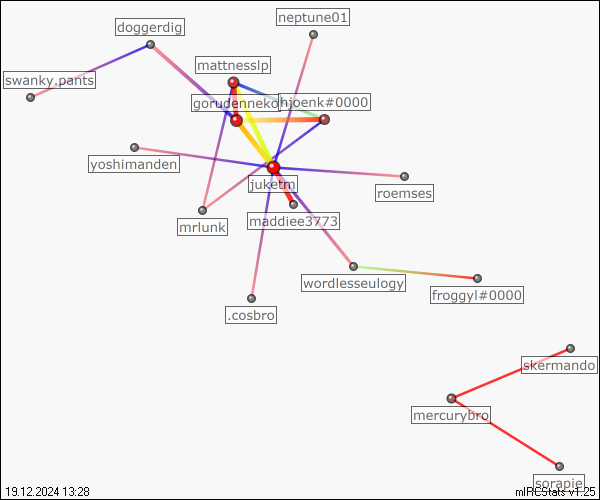 neptune01
doggerdig
mattnesslp
swanky.pants
gorudenneko
hjoenk#0000
yoshimanden
juketm
roemses
maddiee3773
mrlunk
wordlesseulogy
froggyl#0000
.cosbro
skermando
mercurybro
sorapie
19.12.2024 13:28
mIRCStats v1.25